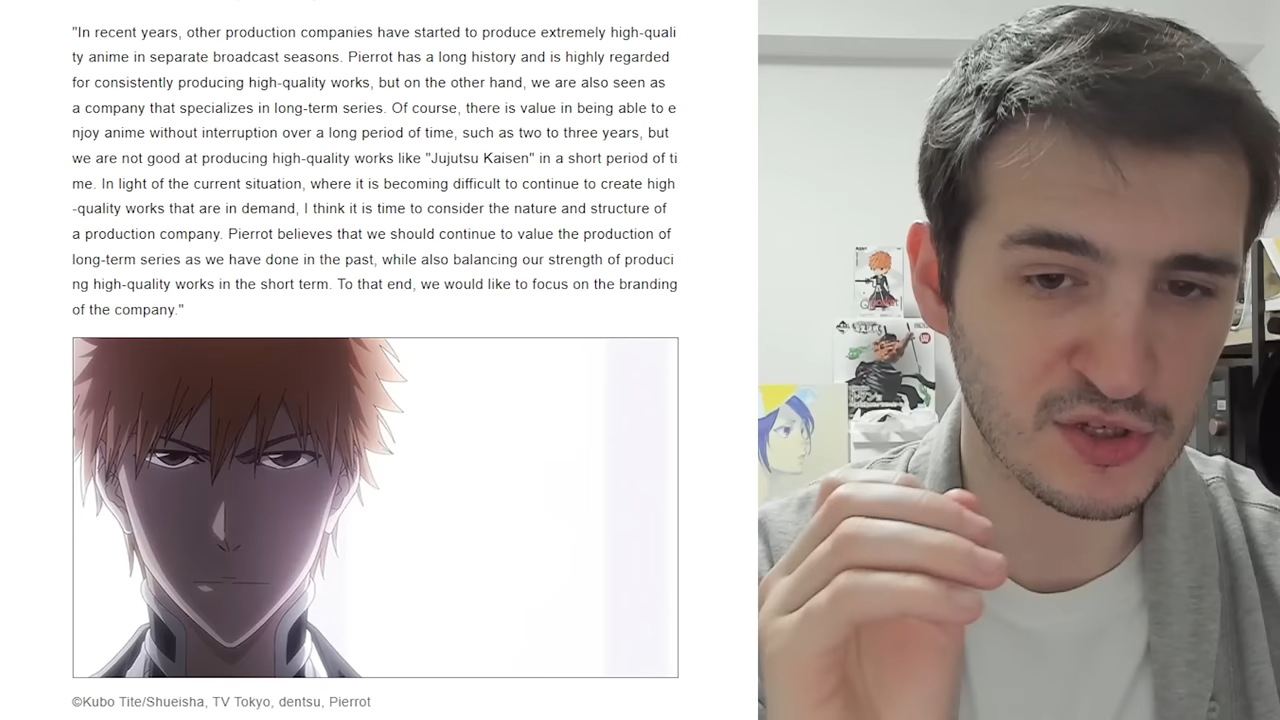 "In recent years, other production companies have started to produce extremely high-quali
ty anime in separate broadcast seasons. Pierrot has a long history and is highly regarded
for consistently producing high-quality works, but on the other hand, we are also seen as
a company that specializes in long-term series. Of course, there is value in being able to e
njoy anime without interruption over a long period of time, such as two to three years, but
we are not good at producing high-quality works like "Jujutsu Kaisen" in a short period of ti
me. In light of the current situation, where it is becoming difficult to continue to create high
-quality works that are in demand, I think it is time to consider the nature and structure of
a production company. Pierrot believes that we should continue to value the production of
long-term series as we have done in the past, while also balancing our strength of produci
ng high-quality works in the short term. To that end, we would like to focus on the branding
of the company."
©Kubo Tite/Shueisha, TV Tokyo, dentsu, Pierrot